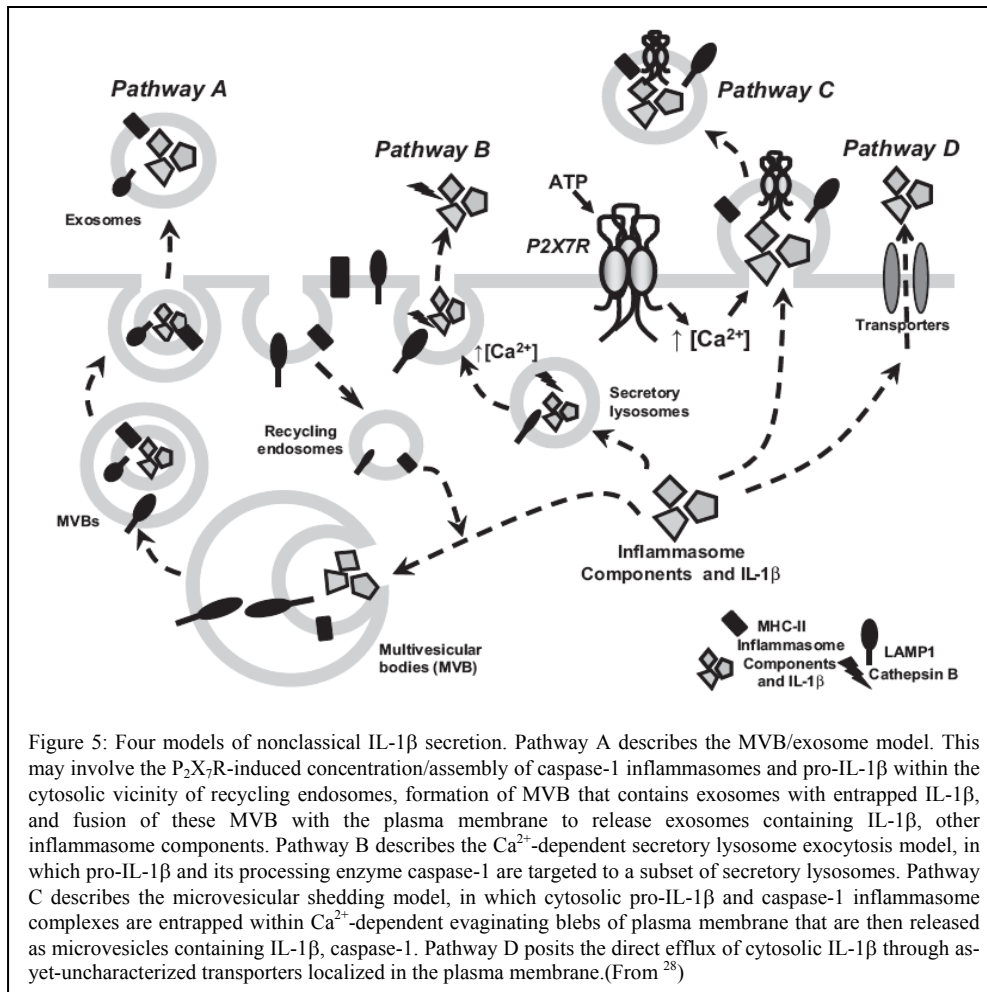 Pathway A
Pathway B
Pathway C
Pathway D
Exosomes
ATP
P2X7R
↑ [Ca²⁺]
Transporters
↑[Ca²⁺]
Secretory
lysosomes
Recycling
endosomes
MVBs
Inflammasome
Components and IL-1β
Multivesicular
bodies (MVB)
MHC-II
Inflammasome
Components
and IL-1β
LAMP1
Cathepsin B
Figure 5: Four models of nonclassical IL-1β secretion. Pathway A describes the MVB/exosome model. This
may involve the P₂X₇R-induced concentration/assembly of caspase-1 inflammasomes and pro-IL-1β within the
cytosolic vicinity of recycling endosomes, formation of MVB that contains exosomes with entrapped IL-1β,
and fusion of these MVB with the plasma membrane to release exosomes containing IL-1β, other
inflammasome components. Pathway B describes the Ca²⁺-dependent secretory lysosome exocytosis model, in
which pro-IL-1β and its processing enzyme caspase-1 are targeted to a subset of secretory lysosomes. Pathway
C describes the microvesicular shedding model, in which cytosolic pro-IL-1β and caspase-1 inflammasome
complexes are entrapped within Ca²⁺-dependent evaginating blebs of plasma membrane that are then released
as microvesicles containing IL-1β, caspase-1. Pathway D posits the direct efflux of cytosolic IL-1β through as-
yet-uncharacterized transporters localized in the plasma membrane.(From ²⁸)